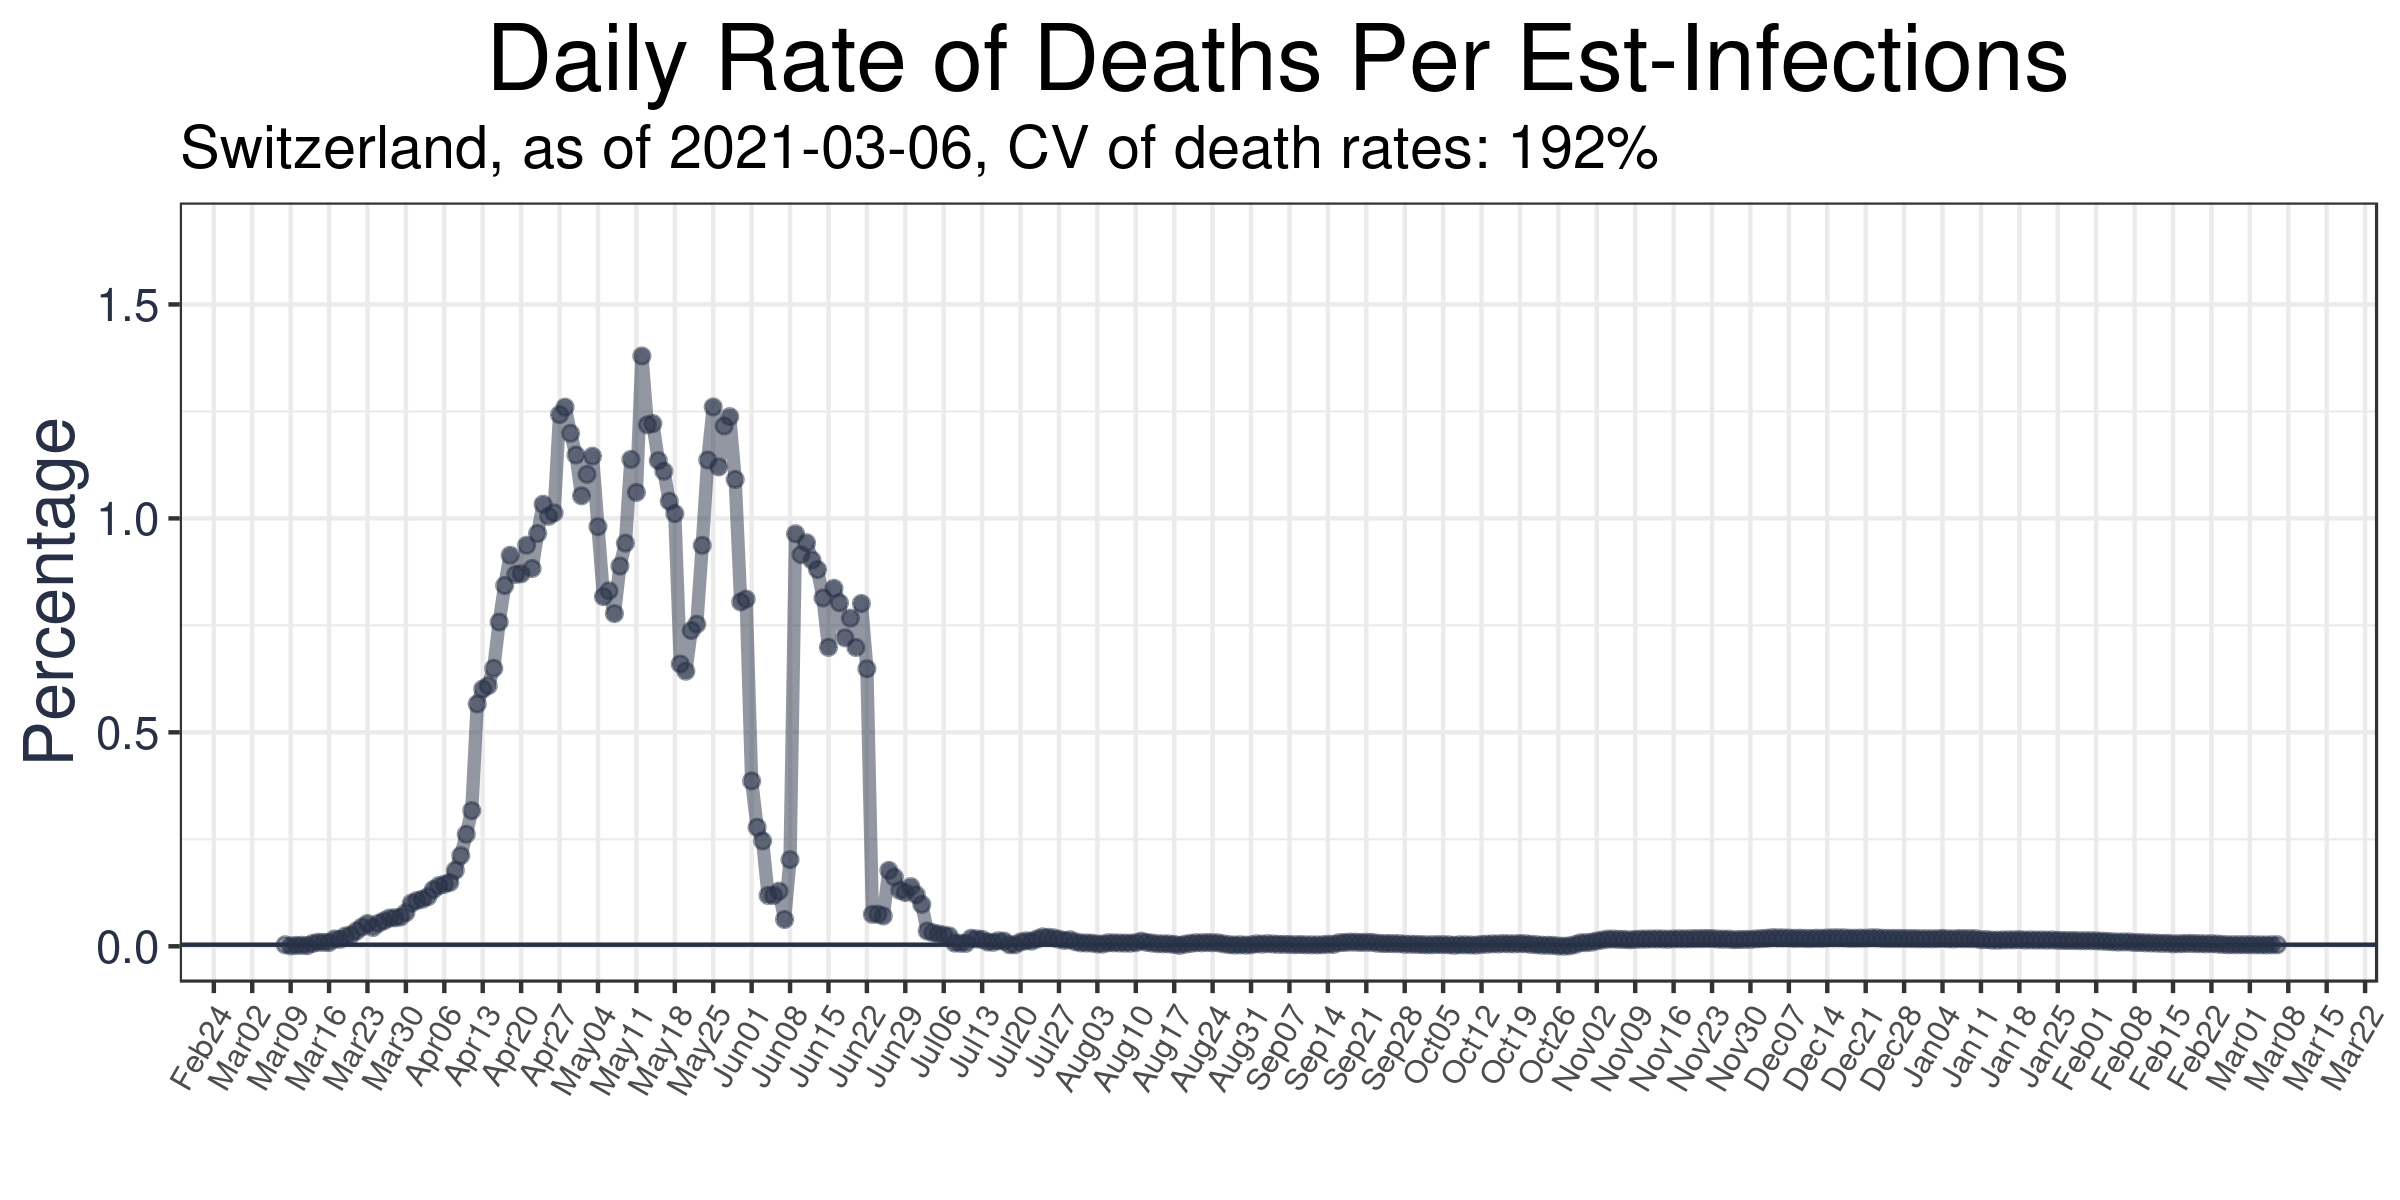 Daily Rate of Deaths Per Est-Infections
Switzerland, as of 2021-03-06, CV of death rates: 192%
Percentage
1.5
1.0
0.5
0.0
Feb24
Mar02
Mar09
Mar16
Mar23
Mar30
Apr06
Apr13
Apr20
Apr27
May04
May11
May18
May25
Jun01
Jun08
Jun15
Jun22
Jun29
Jul06
Jul13
Jul20
Jul27
Aug03
Aug10
Aug17
Aug24
Aug31
Sep07
Sep14
Sep21
Sep28
Oct05
Oct12
Oct19
Oct26
Nov02
Nov09
Nov16
Nov23
Nov30
Dec07
Dec14
Dec21
Dec28
Dec04
Jan11
Jan18
Jan25
Feb01
Feb08
Feb15
Feb22
Mar01
Mar08
Mar15
Mar22